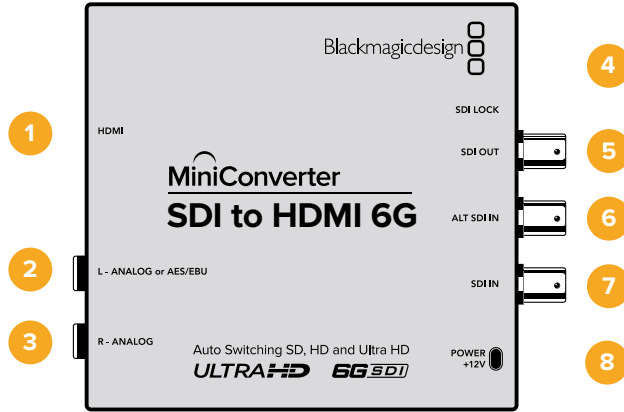 Blackmagicdesign
4
SDI LOCK
1
HDMI
SDI OUT
5
MiniConverter
SDI to HDMI 6G
ALT SDI IN
6
2
L - ANALOG or AES/EBU
SDI IN
7
3
R - ANALOG
Auto Switching SD, HD and Ultra HD
POWER
+12V
8
ULTRAHD
6G SDI